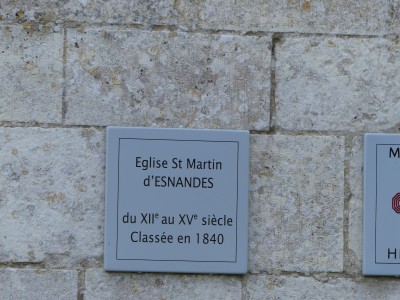 Eglise St Martin
d'ESNANDES
du XIIe au XVe siècle
Classée en 1840